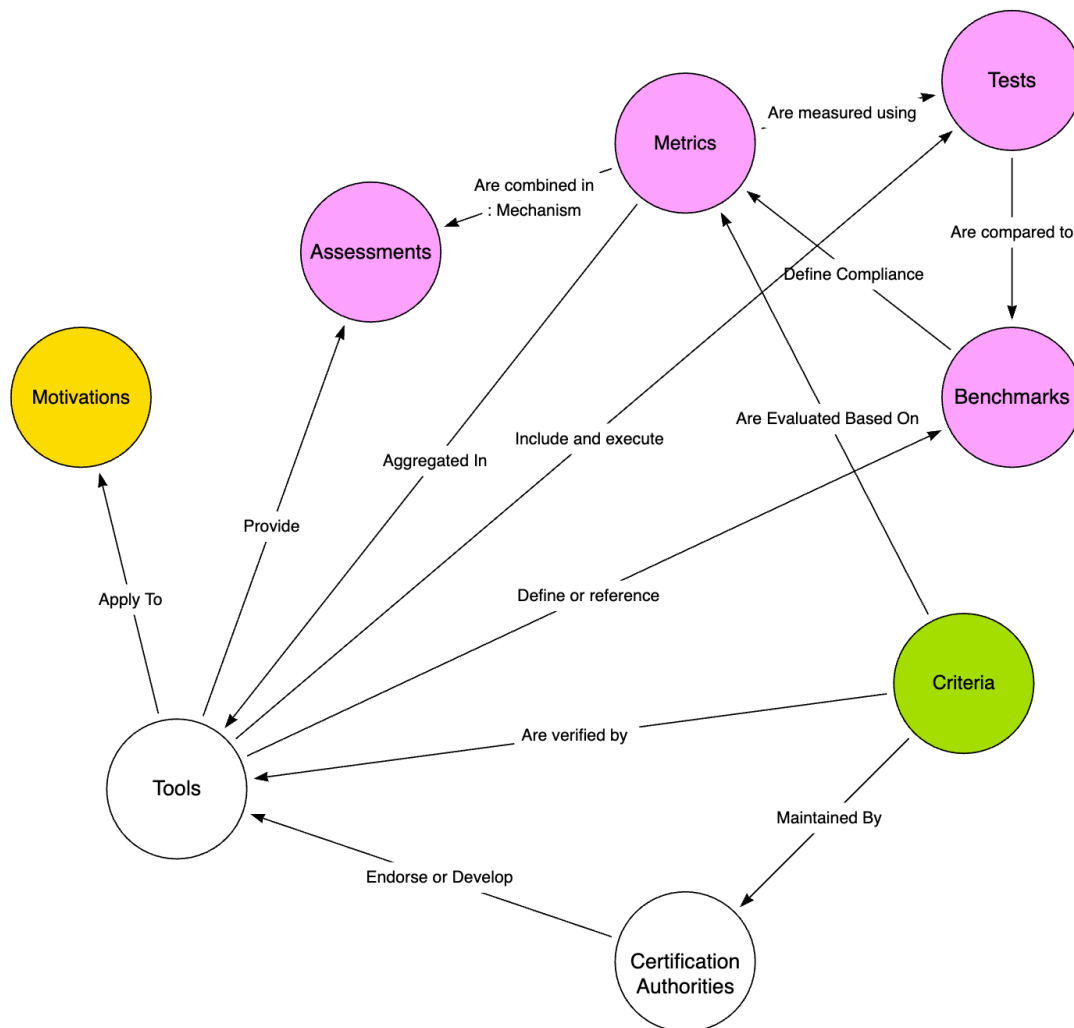 Tests
Are measured using
Metrics
Are combined in
: Mechanism
Are compared to
Assessments
Define Compliance
Motivations
Benchmarks
Are Evaluated Based On
Include and execute
Aggregated In
Provide
Define or reference
Apply To
Criteria
Are verified by
Tools
Maintained By
Endorse or Develop
Certification
Authorities